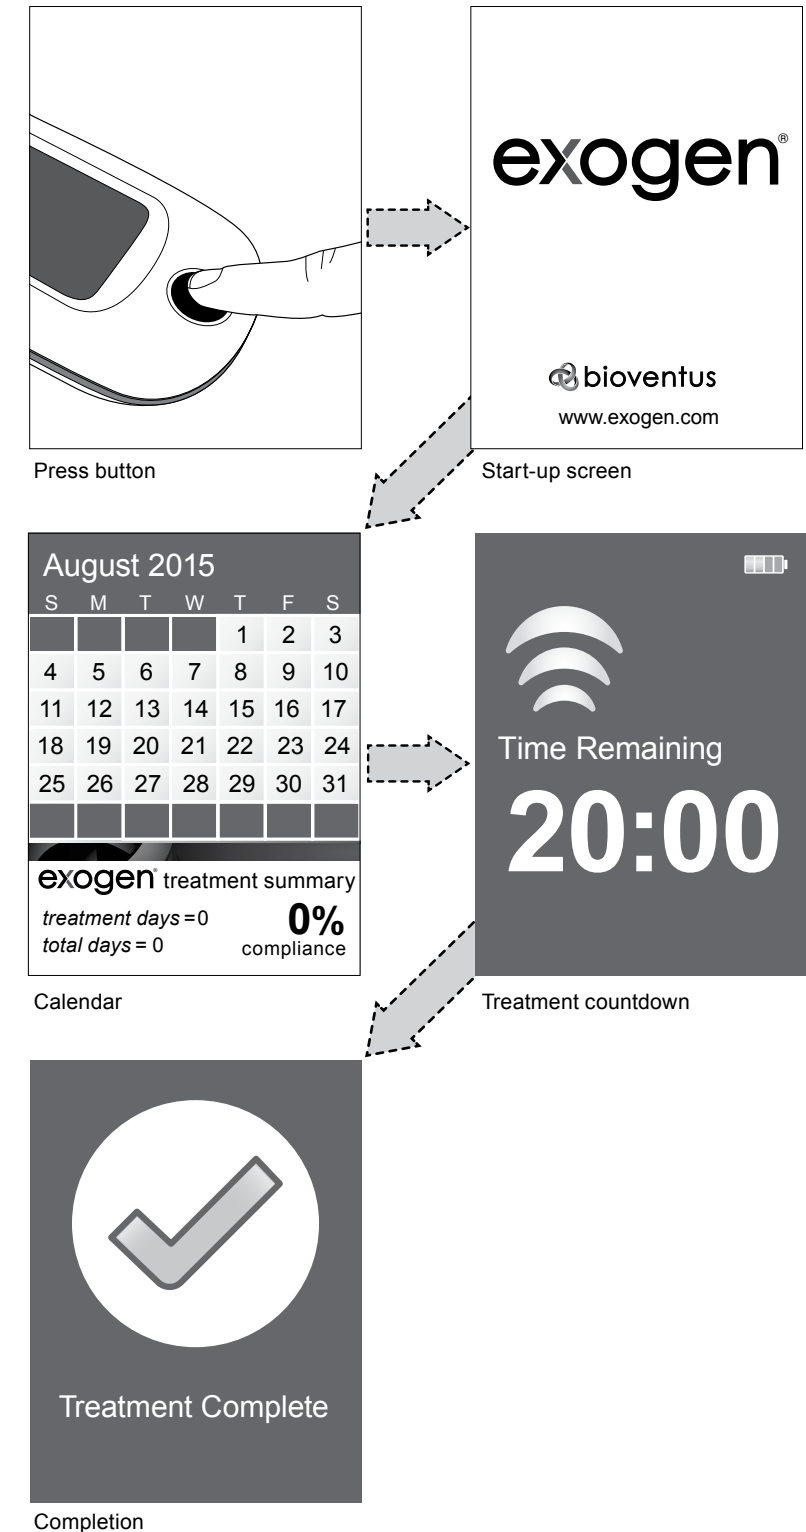 exogen®
bioventus
www.exogen.com
Press button
Start-up screen
August 2015
S M T W T F S
1 2 3
4 5 6 7 8 9 10
11 12 13 14 15 16 17
18 19 20 21 22 23 24
25 26 27 28 29 30 31
exogen® treatment summary
treatment days = 0
total days = 0
0%
compliance
Calendar
Time Remaining
20:00
Treatment countdown
Treatment Complete
Completion